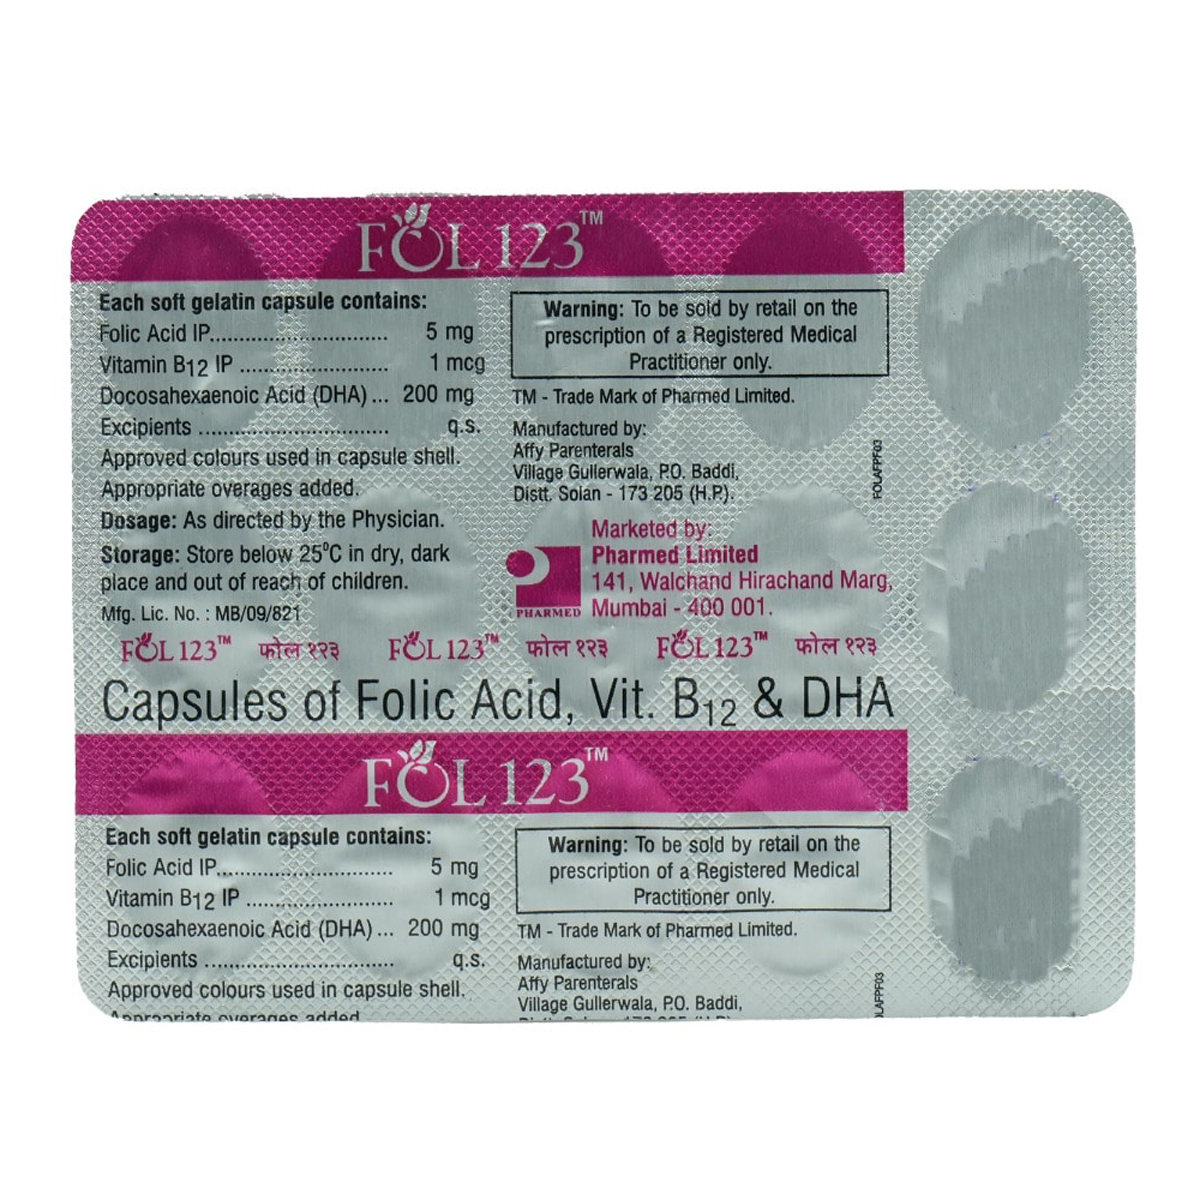 FOL 123™
Each soft gelatin capsule contains:
Folic Acid IP.............................. 5 mg
Vitamin B12 IP ......................... 1 mcg
Docosahexaenoic Acid (DHA)... 200 mg
Excipients ................................ q.s.
Approved colours used in capsule shell.
Appropriate overages added.
Dosage: As directed by the Physician.
Storage: Store below 25°C in dry, dark
place and out of reach of children.
Mfg. Lic. No. : MB/09/821
Warning: To be sold by retail on the
prescription of a Registered Medical
Practitioner only.
TM - Trade Mark of Pharmed Limited.
Manufactured by:
Affy Parenterals
Village Gullerwala, P.O. Baddi,
Distt. Solan - 173 205 (H.P.).
FOLAFPF03
Marketed by:
Pharmed Limited
141, Walchand Hirachand Marg,
Mumbai - 400 001.
PHARMED
FOL 123™ फोल १२३ FOL 123™ फोल १२३ FOL 123™ फोल १२३
Capsules of Folic Acid, Vit. B12 & DHA
FOL 123™
Each soft gelatin capsule contains:
Folic Acid IP.............................. 5 mg
Vitamin B12 IP ......................... 1 mcg
Docosahexaenoic Acid (DHA)... 200 mg
Excipients ................................ q.s.
Approved colours used in capsule shell.
Appropriate overages added
Warning: To be sold by retail on the
prescription of a Registered Medical
Practitioner only.
TM - Trade Mark of Pharmed Limited.
Manufactured by:
Affy Parenterals
Village Gullerwala, P.O. Baddi,
OLAFPF03